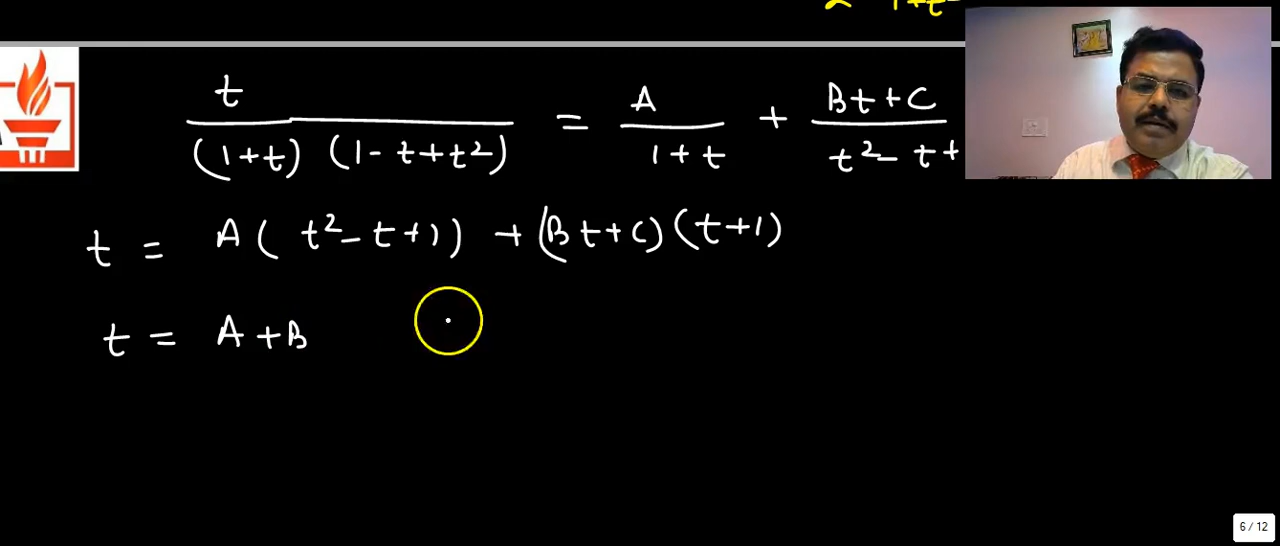 t / (1+t) (1-t+t²) = A / 1+t + Bt+C / t²-t+
t = A( t²-t+1) + (Bt+C)(t+1)
t = A+B
6 / 12